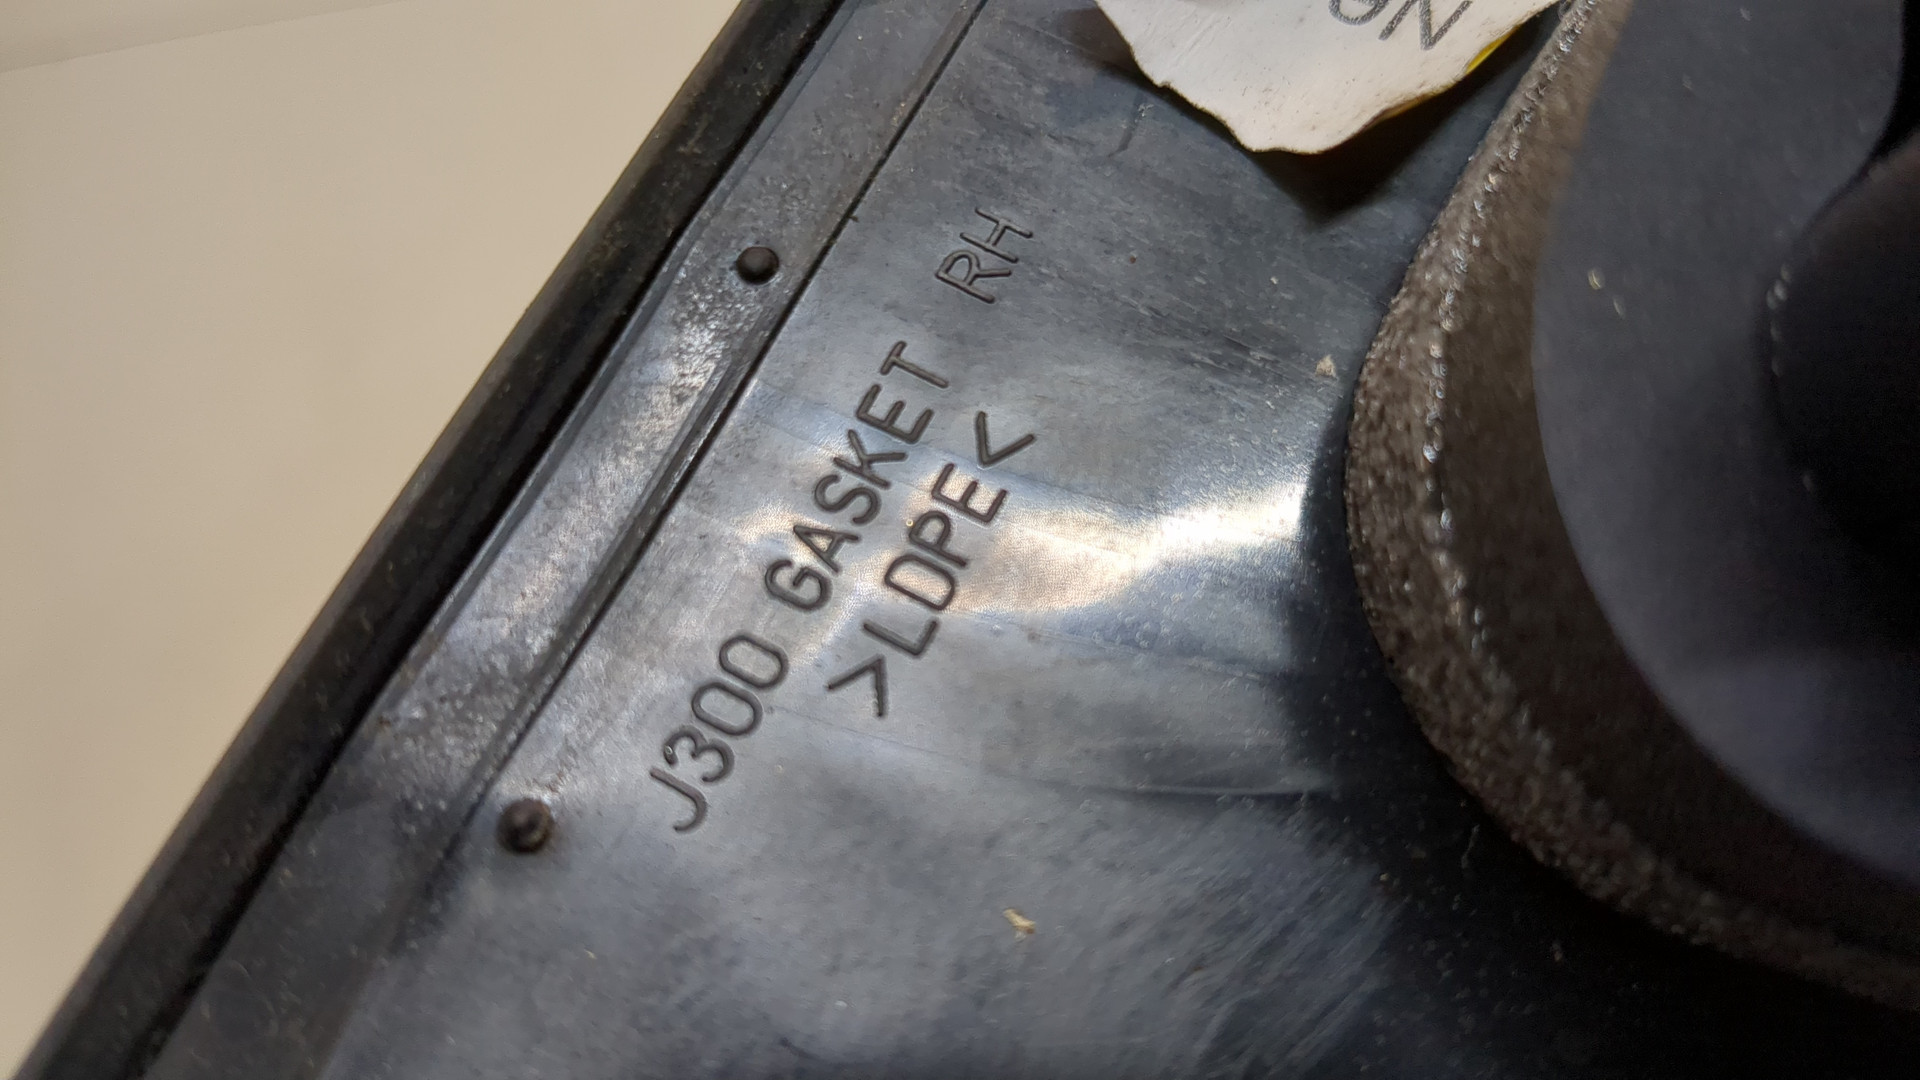 J300 GASKET RH
>LDPE<